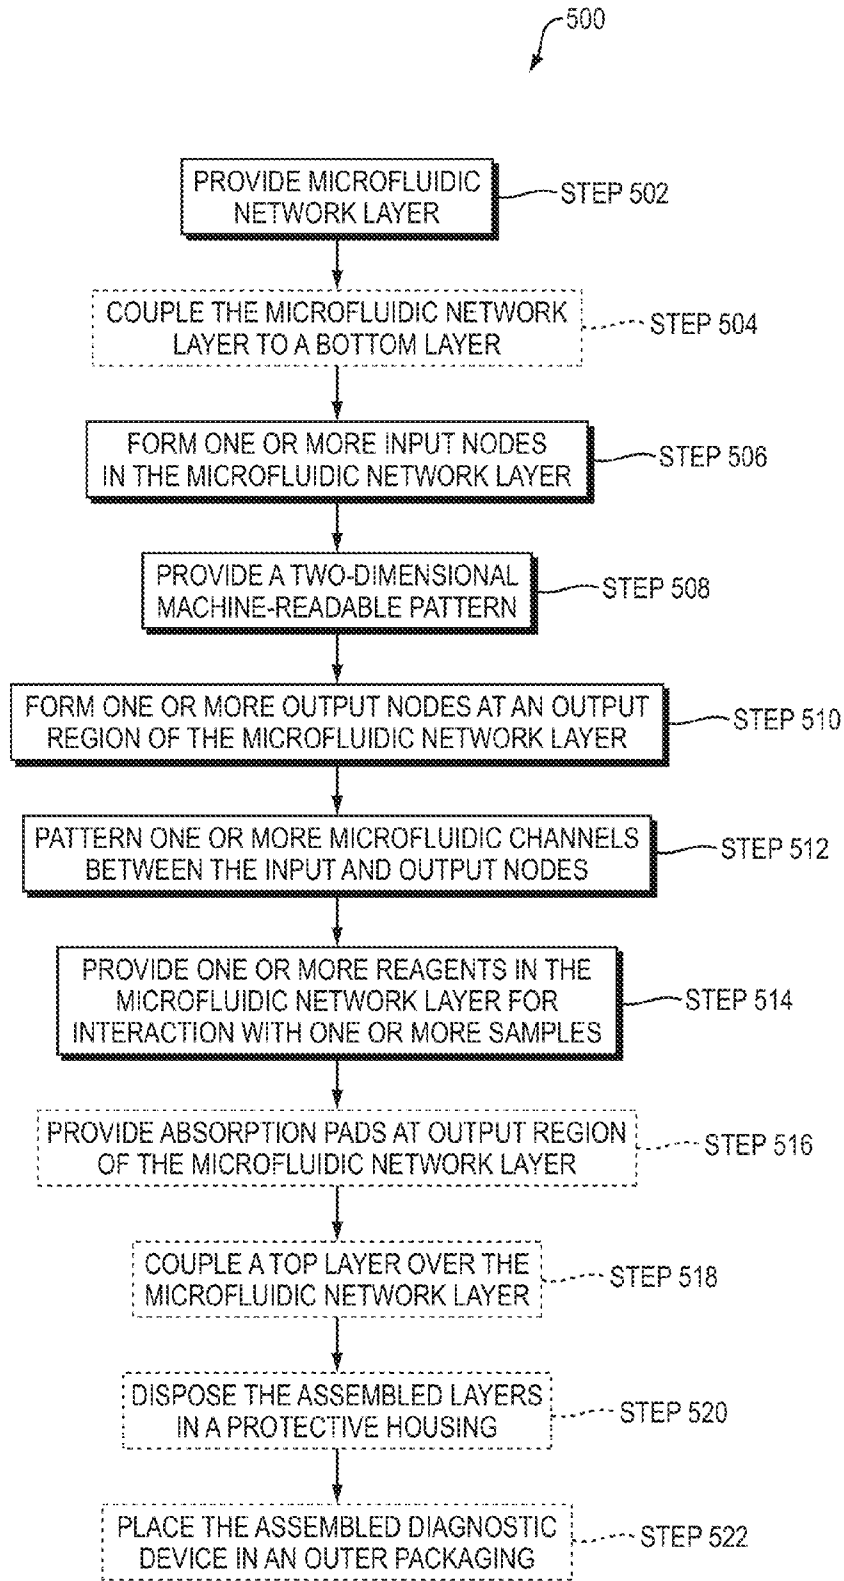 500
PROVIDE MICROFLUIDIC
NETWORK LAYER
STEP 502
COUPLE THE MICROFLUIDIC NETWORK
LAYER TO A BOTTOM LAYER
STEP 504
FORM ONE OR MORE INPUT NODES
IN THE MICROFLUIDIC NETWORK LAYER
STEP 506
PROVIDE A TWO-DIMENSIONAL
MACHINE-READABLE PATTERN
STEP 508
FORM ONE OR MORE OUTPUT NODES AT AN OUTPUT
REGION OF THE MICROFLUIDIC NETWORK LAYER
STEP 510
PATTERN ONE OR MORE MICROFLUIDIC CHANNELS
BETWEEN THE INPUT AND OUTPUT NODES
STEP 512
PROVIDE ONE OR MORE REAGENTS IN THE
MICROFLUIDIC NETWORK LAYER FOR
INTERACTION WITH ONE OR MORE SAMPLES
STEP 514
PROVIDE ABSORPTION PADS AT OUTPUT REGION
OF THE MICROFLUIDIC NETWORK LAYER
STEP 516
COUPLE A TOP LAYER OVER THE
MICROFLUIDIC NETWORK LAYER
STEP 518
DISPOSE THE ASSEMBLED LAYERS
IN A PROTECTIVE HOUSING
STEP 520
PLACE THE ASSEMBLED DIAGNOSTIC
DEVICE IN AN OUTER PACKAGING
STEP 522